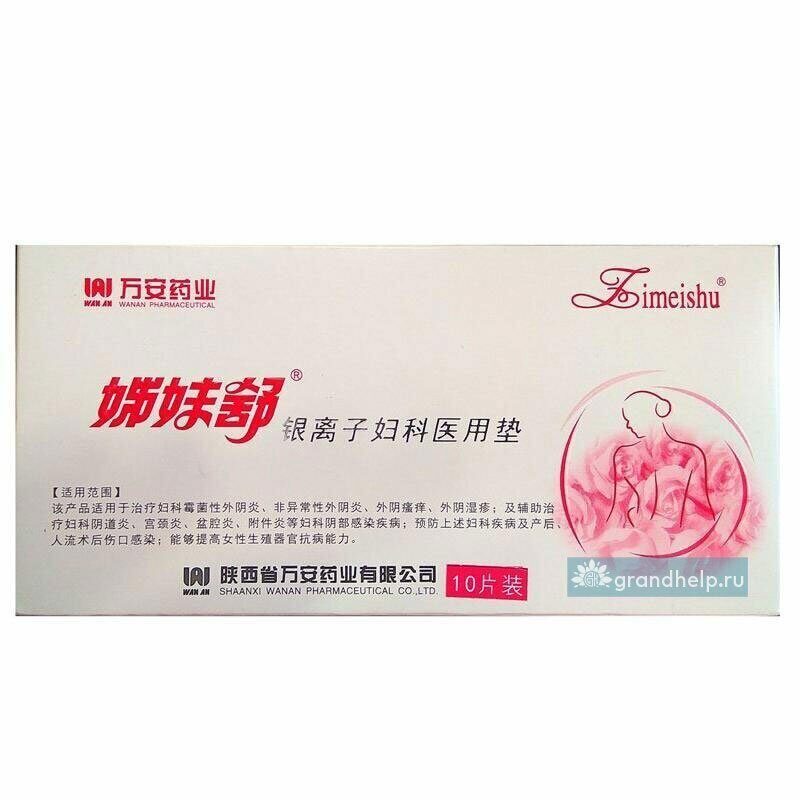 WAN AN 万安药业
WANAN PHARMACEUTICAL
Zimeishu®
姊妹舒® 银离子妇科医用垫
【适用范围】
该产品适用于治疗妇科霉菌性外阴炎、非异常性外阴炎、外阴瘙痒、外阴湿疹；及辅助治
疗妇科阴道炎、宫颈炎、盆腔炎、附件炎等妇科阴部感染疾病；预防上述妇科疾病及产后、
人流术后伤口感染；能够提高女性生殖器官抗病能力。
WAN AN 陕西省万安药业有限公司
SHAANXI WANAN PHARMACEUTICAL CO.,LTD.
10片装
grandhelp.ru